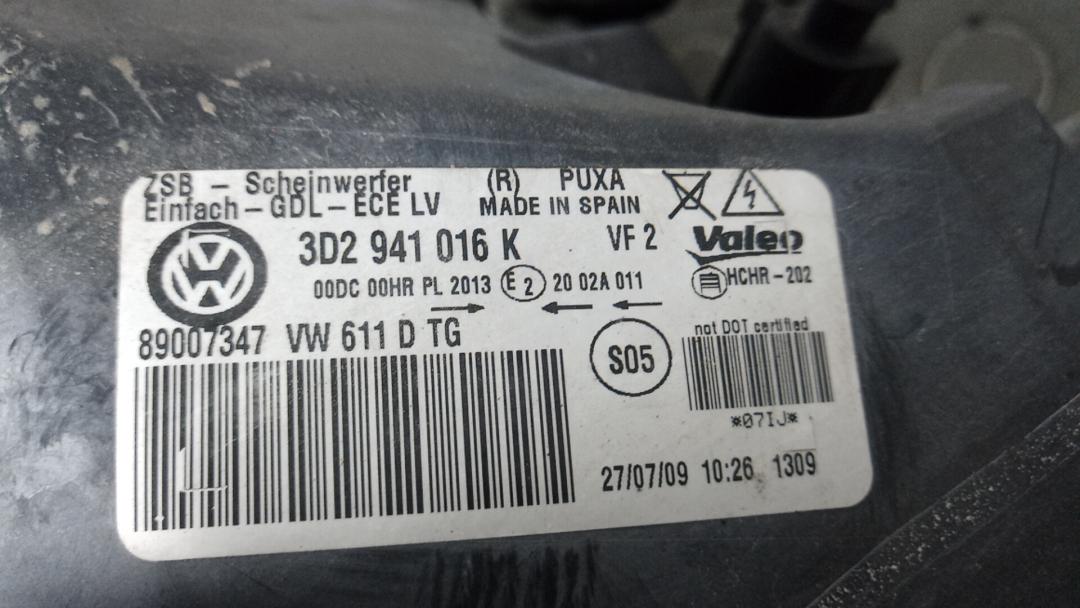 ZSB - Scheinwerfer (R) PUXA
Einfach - GDL - ECE LV MADE IN SPAIN
3D2 941 016 K VF 2 Valeo
00DC 00HR PL 2013 E 2 20 02A 011 HCHR-202
89007347 VW 611 D TG
S05
not DOT certified
*07IJ*
27/07/09 10:26 1309